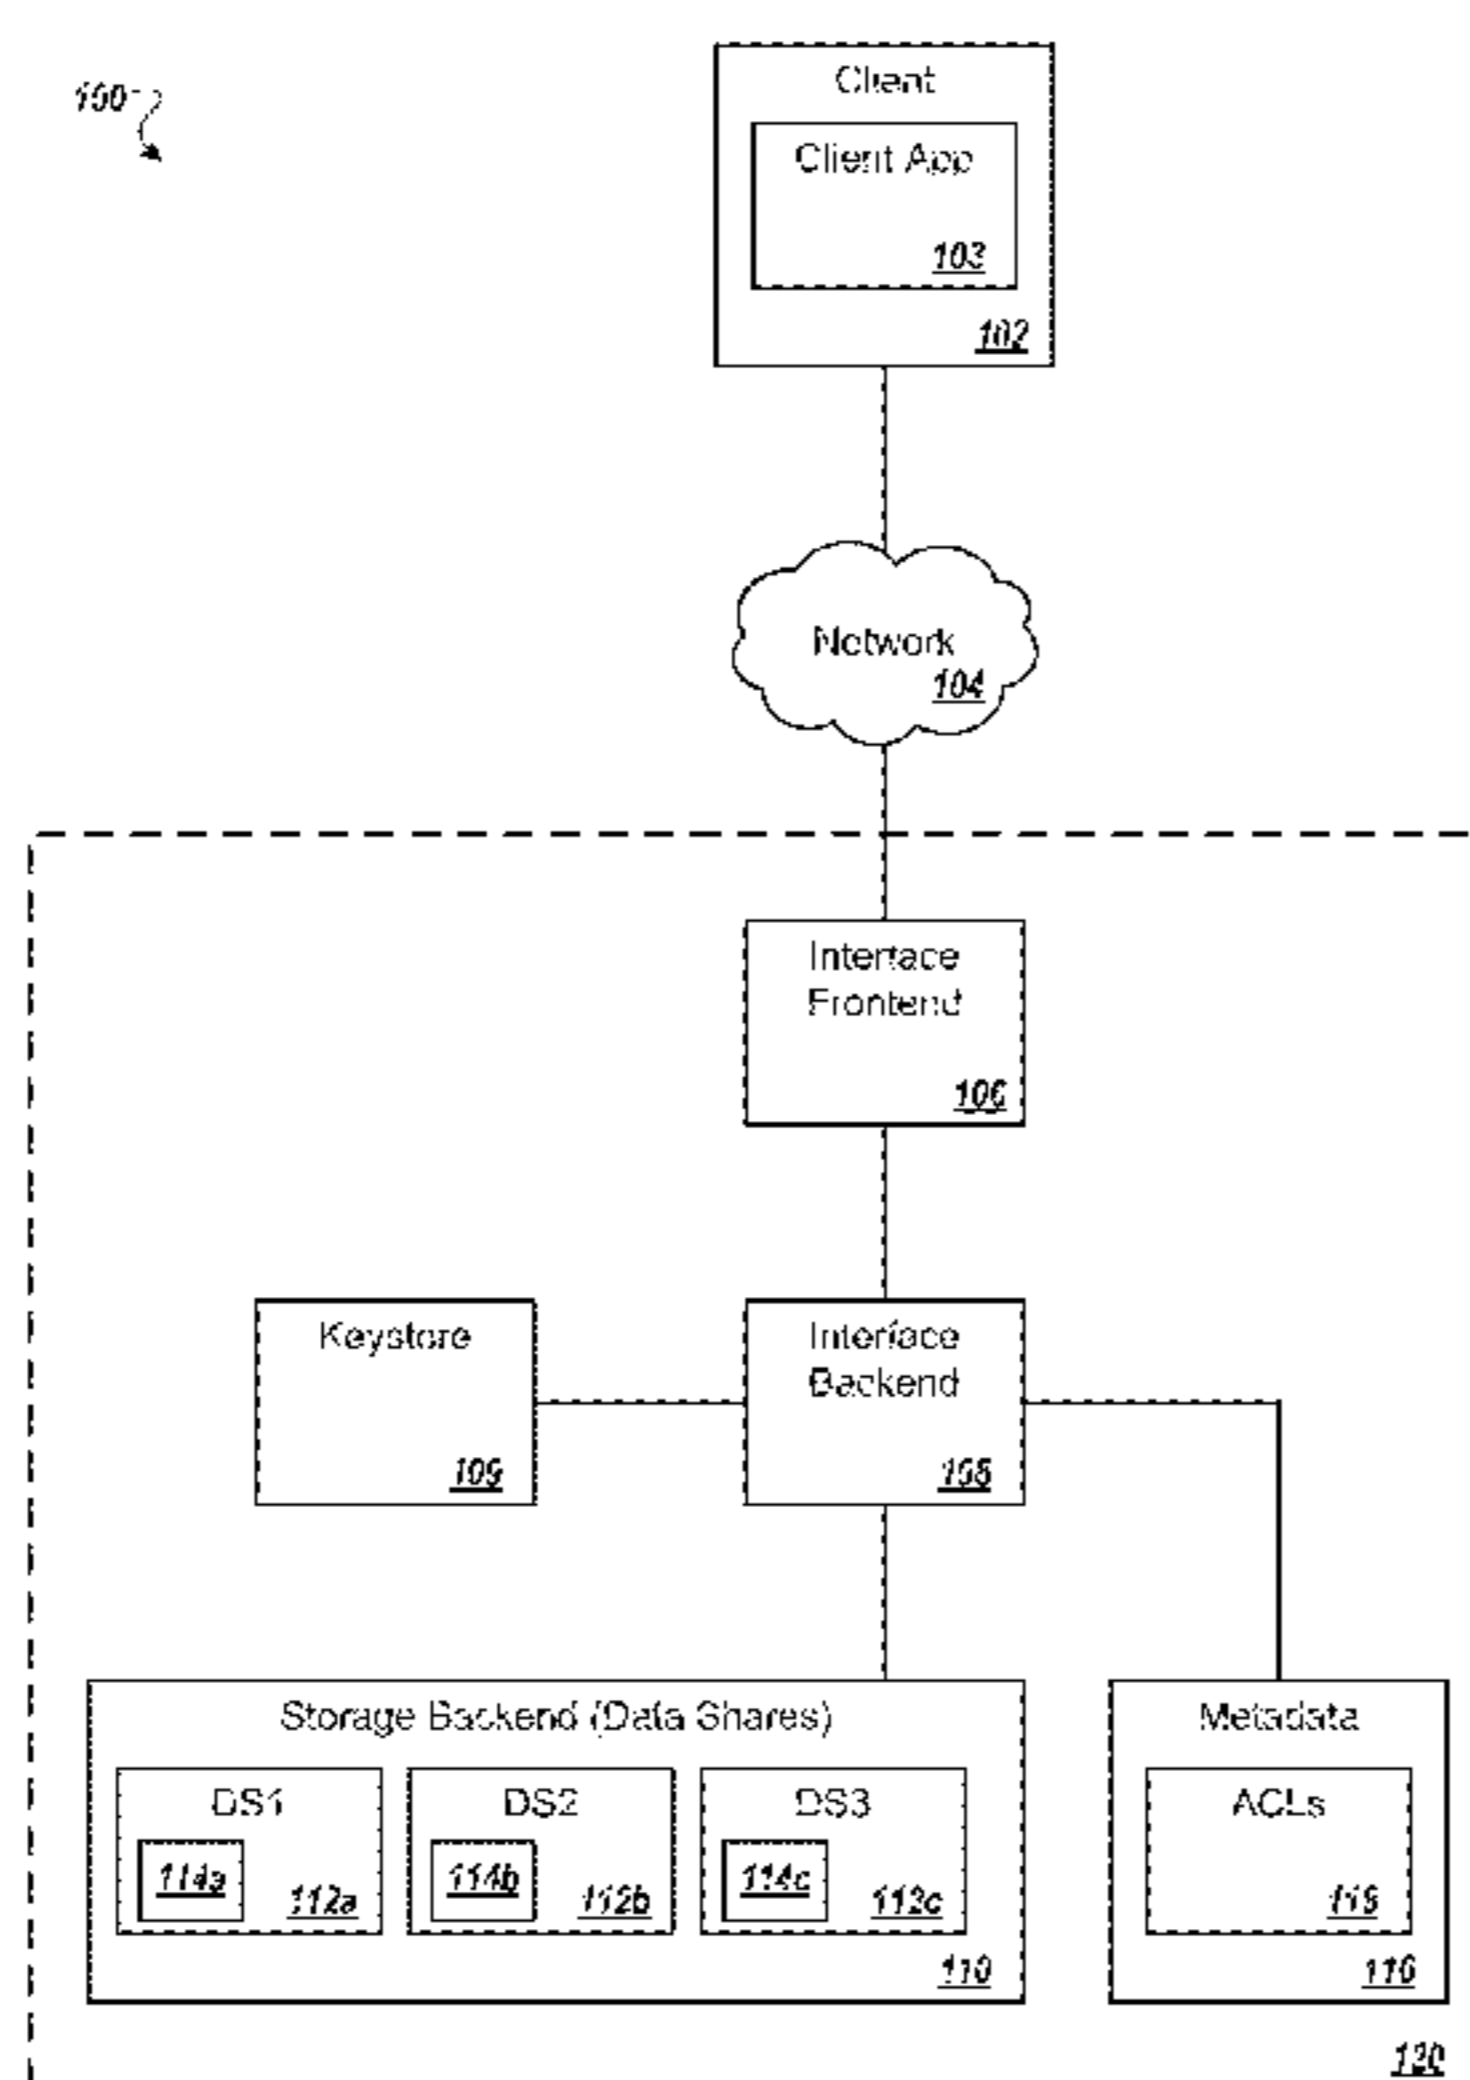 100
Client
Client App
103
102
Network
104
Interface
Frontend
106
Keystore
109
Interface
Backend
108
Storage Backend (Data Shares)
DS1
114a
112a
DS2
114b
112b
DS3
114c
112c
110
Metadata
ACLs
118
116
120